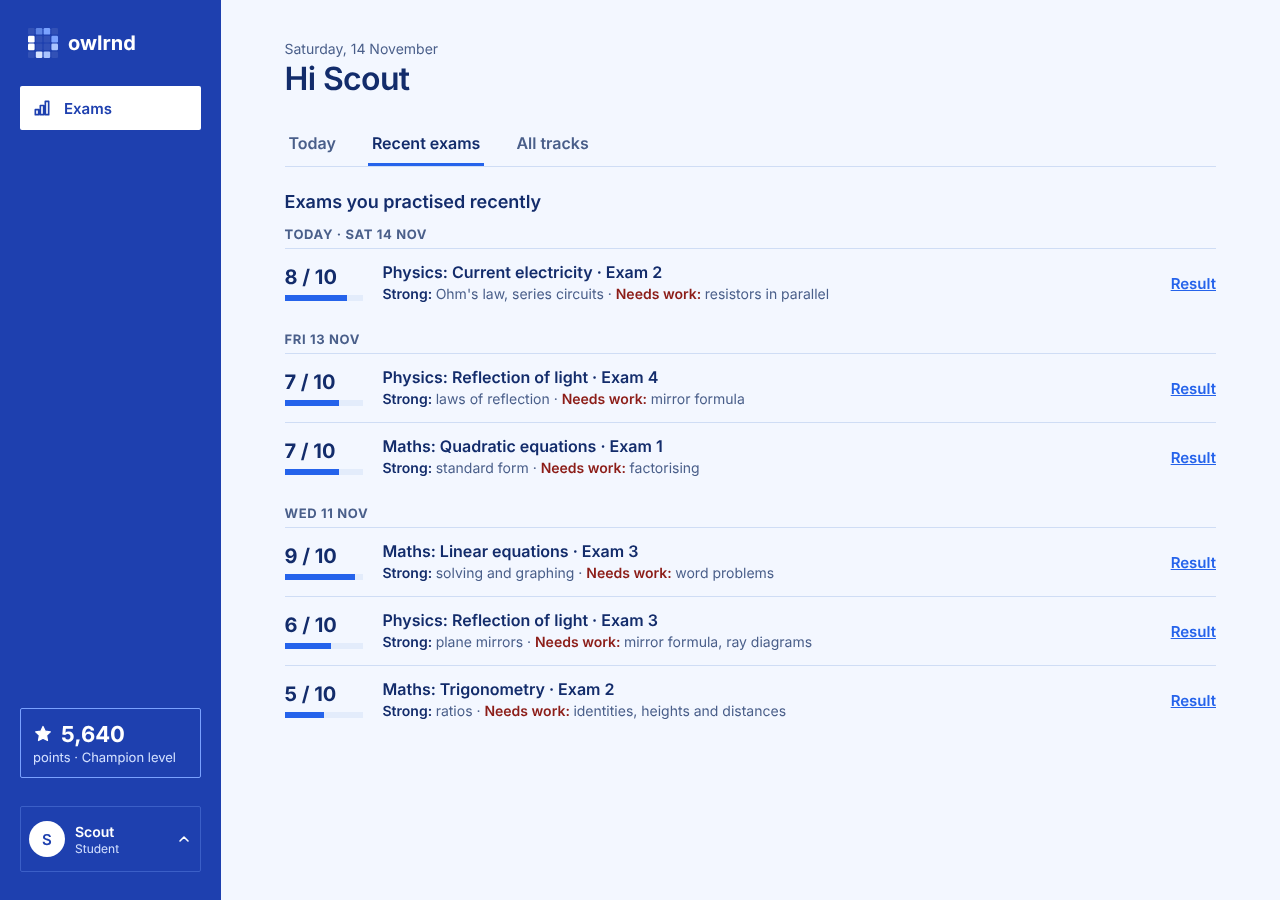 owlrnd
Exams
5,640
points · Champion level
S
Scout
Student
Saturday, 14 November
Hi Scout
Today
Recent exams
All tracks
Exams you practised recently
TODAY · SAT 14 NOV
8 / 10
Physics: Current electricity · Exam 2
Strong: Ohm's law, series circuits · Needs work: resistors in parallel
Result
FRI 13 NOV
7 / 10
Physics: Reflection of light · Exam 4
Strong: laws of reflection · Needs work: mirror formula
Result
7 / 10
Maths: Quadratic equations · Exam 1
Strong: standard form · Needs work: factorising
Result
WED 11 NOV
9 / 10
Maths: Linear equations · Exam 3
Strong: solving and graphing · Needs work: word problems
Result
6 / 10
Physics: Reflection of light · Exam 3
Strong: plane mirrors · Needs work: mirror formula, ray diagrams
Result
5 / 10
Maths: Trigonometry · Exam 2
Strong: ratios · Needs work: identities, heights and distances
Result